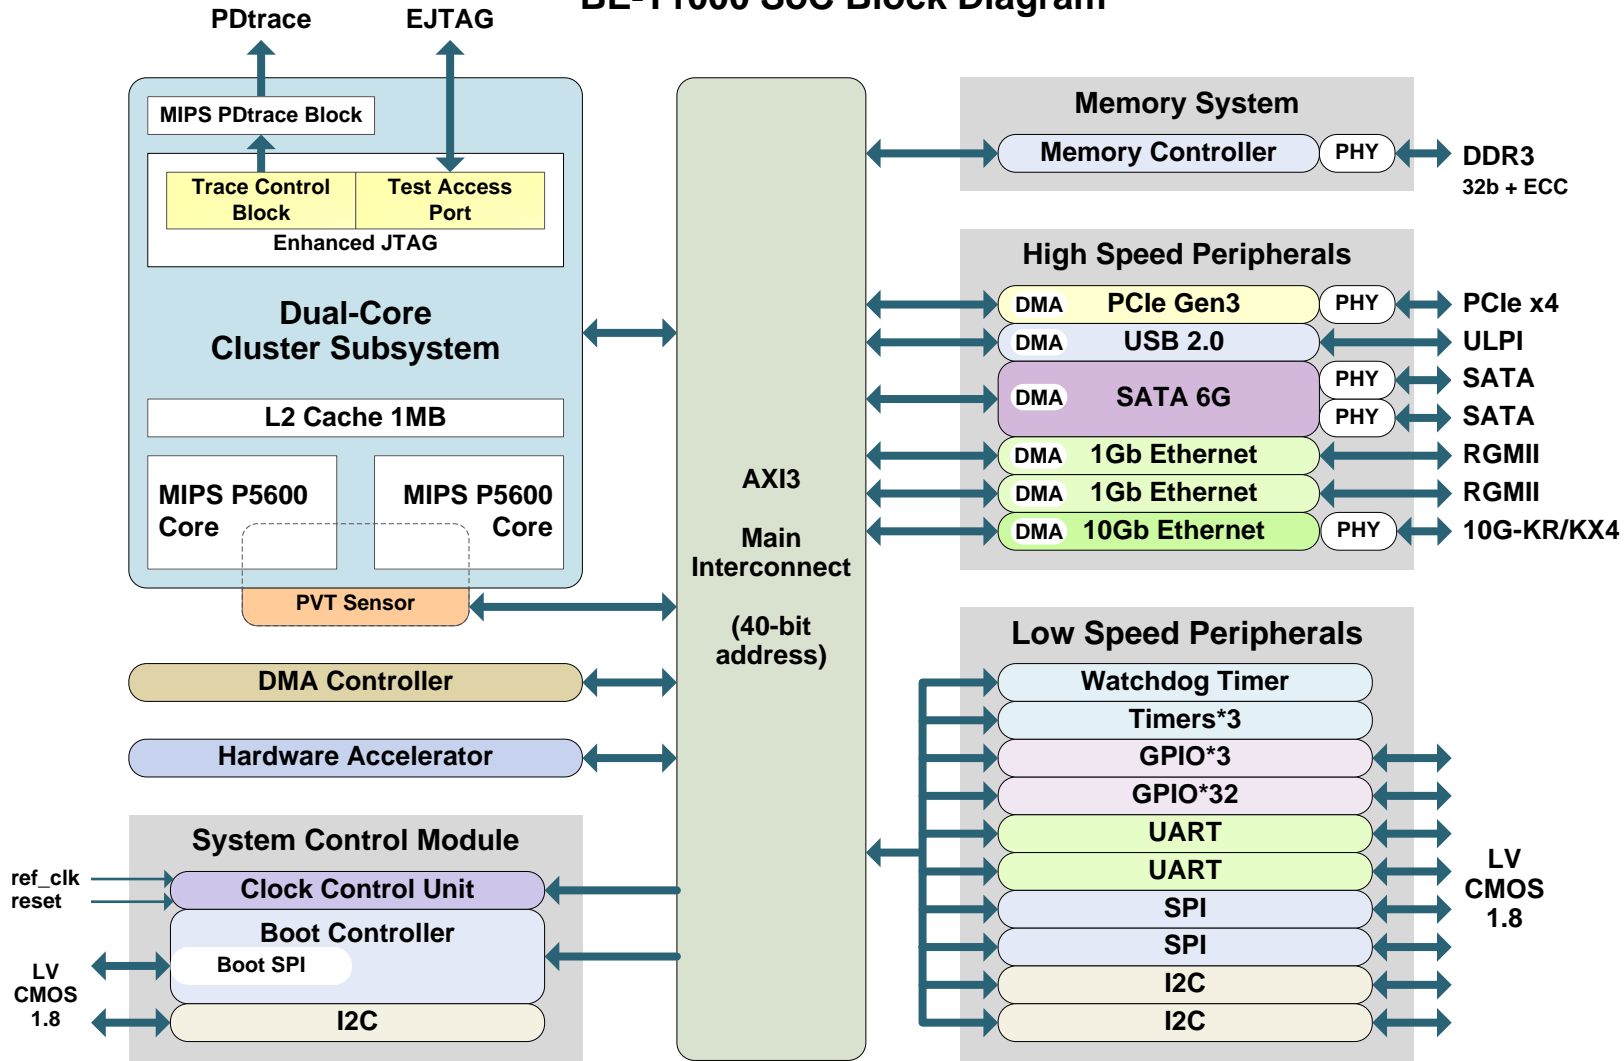 BE-T1000 SoC Block Diagram
PDtrace
EJTAG
MIPS PDtrace Block
Trace Control
Block
Test Access
Port
Enhanced JTAG
Dual-Core
Cluster Subsystem
L2 Cache 1MB
MIPS P5600
Core
MIPS P5600
Core
PVT Sensor
DMA Controller
Hardware Accelerator
System Control Module
ref_clk
reset
Clock Control Unit
Boot Controller
Boot SPI
LV
CMOS
1.8
I2C
AXI3
Main
Interconnect
(40-bit
address)
Memory System
Memory Controller
PHY
DDR3
32b + ECC
High Speed Peripherals
DMA PCIe Gen3 PHY PCIe x4
DMA USB 2.0 ULPI
DMA SATA 6G
PHY SATA
PHY SATA
DMA 1Gb Ethernet RGMII
DMA 1Gb Ethernet RGMII
DMA 10Gb Ethernet PHY 10G-KR/KX4
Low Speed Peripherals
Watchdog Timer
Timers*3
GPIO*3
GPIO*32
UART
UART
SPI
SPI
I2C
I2C
LV
CMOS
1.8